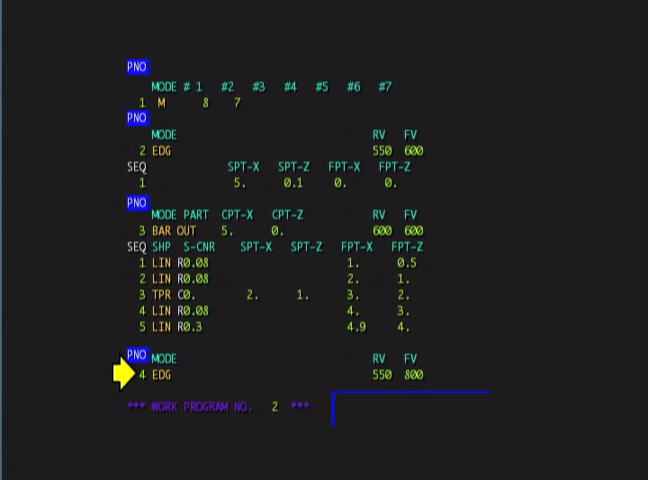 PNO
MODE # 1 #2 #3 #4 #5 #6 #7
1 M 8 7
PNO
MODE RV FV
2 EDG 550 600
SEQ SPT-X SPT-Z FPT-X FPT-Z
1 5. 0.1 0. 0.
PNO
MODE PART CPT-X CPT-Z RV FV
3 BAR OUT 5. 0. 600 600
SEQ SHP S-CNR SPT-X SPT-Z FPT-X FPT-Z
1 LIN R0.08 1. 0.5
2 LIN R0.08 2. 1.
3 TPR C0. 2. 1. 3. 2.
4 LIN R0.08 4. 3.
5 LIN R0.3 4.9 4.
PNO MODE RV FV
4 EDG 550 800
*** WORK PROGRAM NO. 2 ***